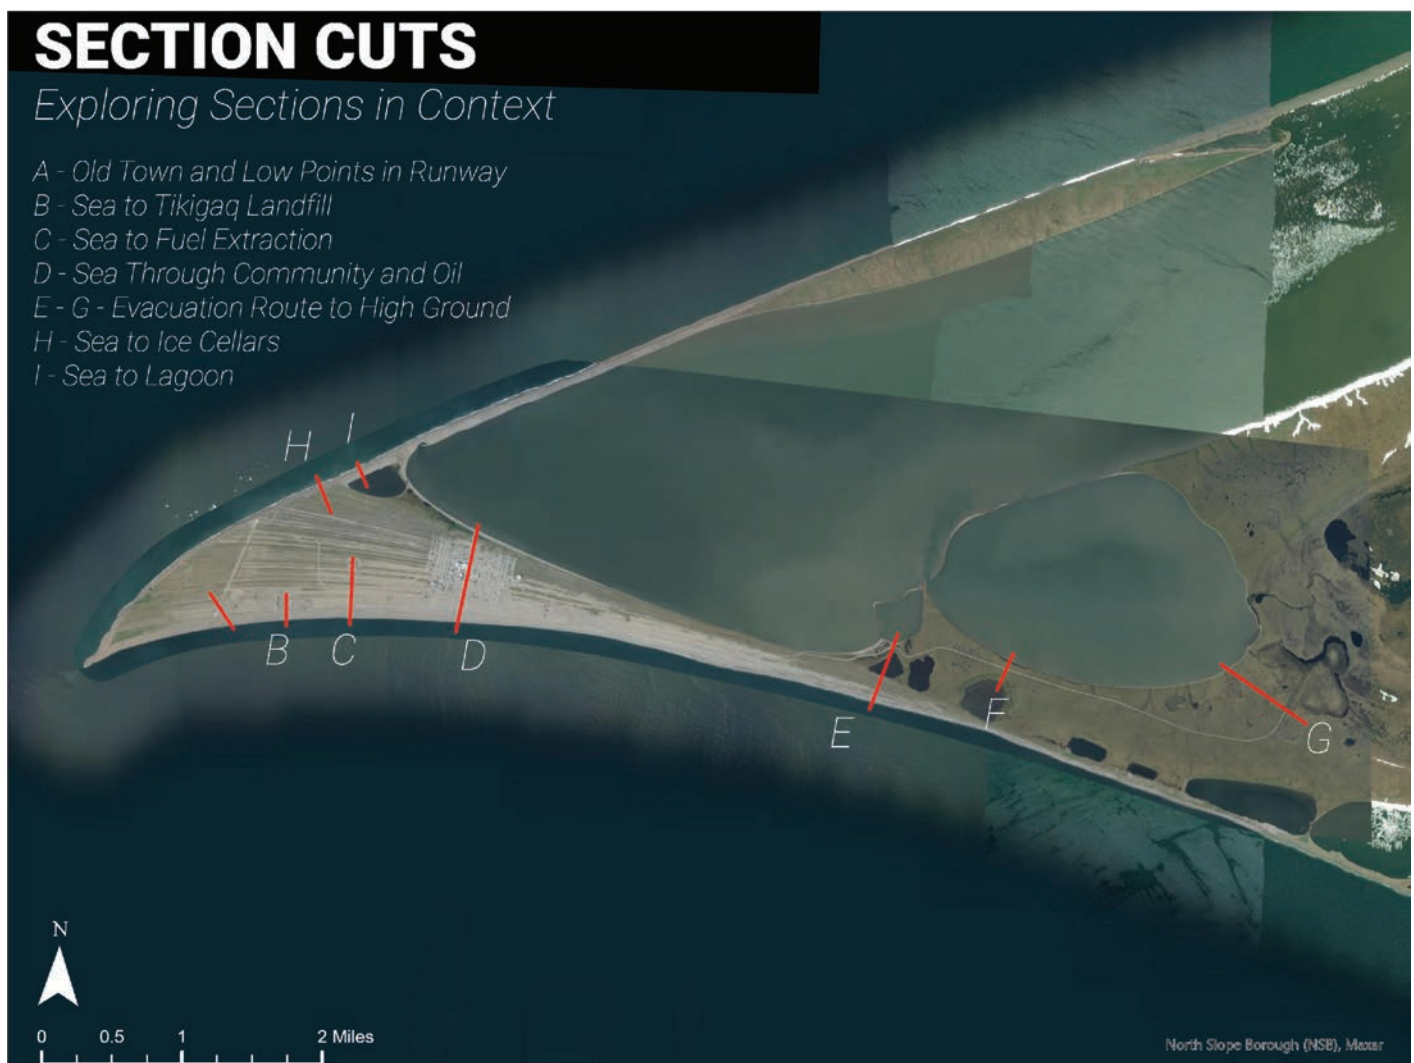 SECTION CUTS
Exploring Sections in Context
A - Old Town and Low Points in Runway
B - Sea to Tikigaq Landfill
C - Sea to Fuel Extraction
D - Sea Through Community and Oil
E - G - Evacuation Route to High Ground
H - Sea to Ice Cellars
I - Sea to Lagoon
H
I
B
C
D
E
F
G
N
0 0.5 1 2 Miles
North Slope Borough (NSB), Maxar